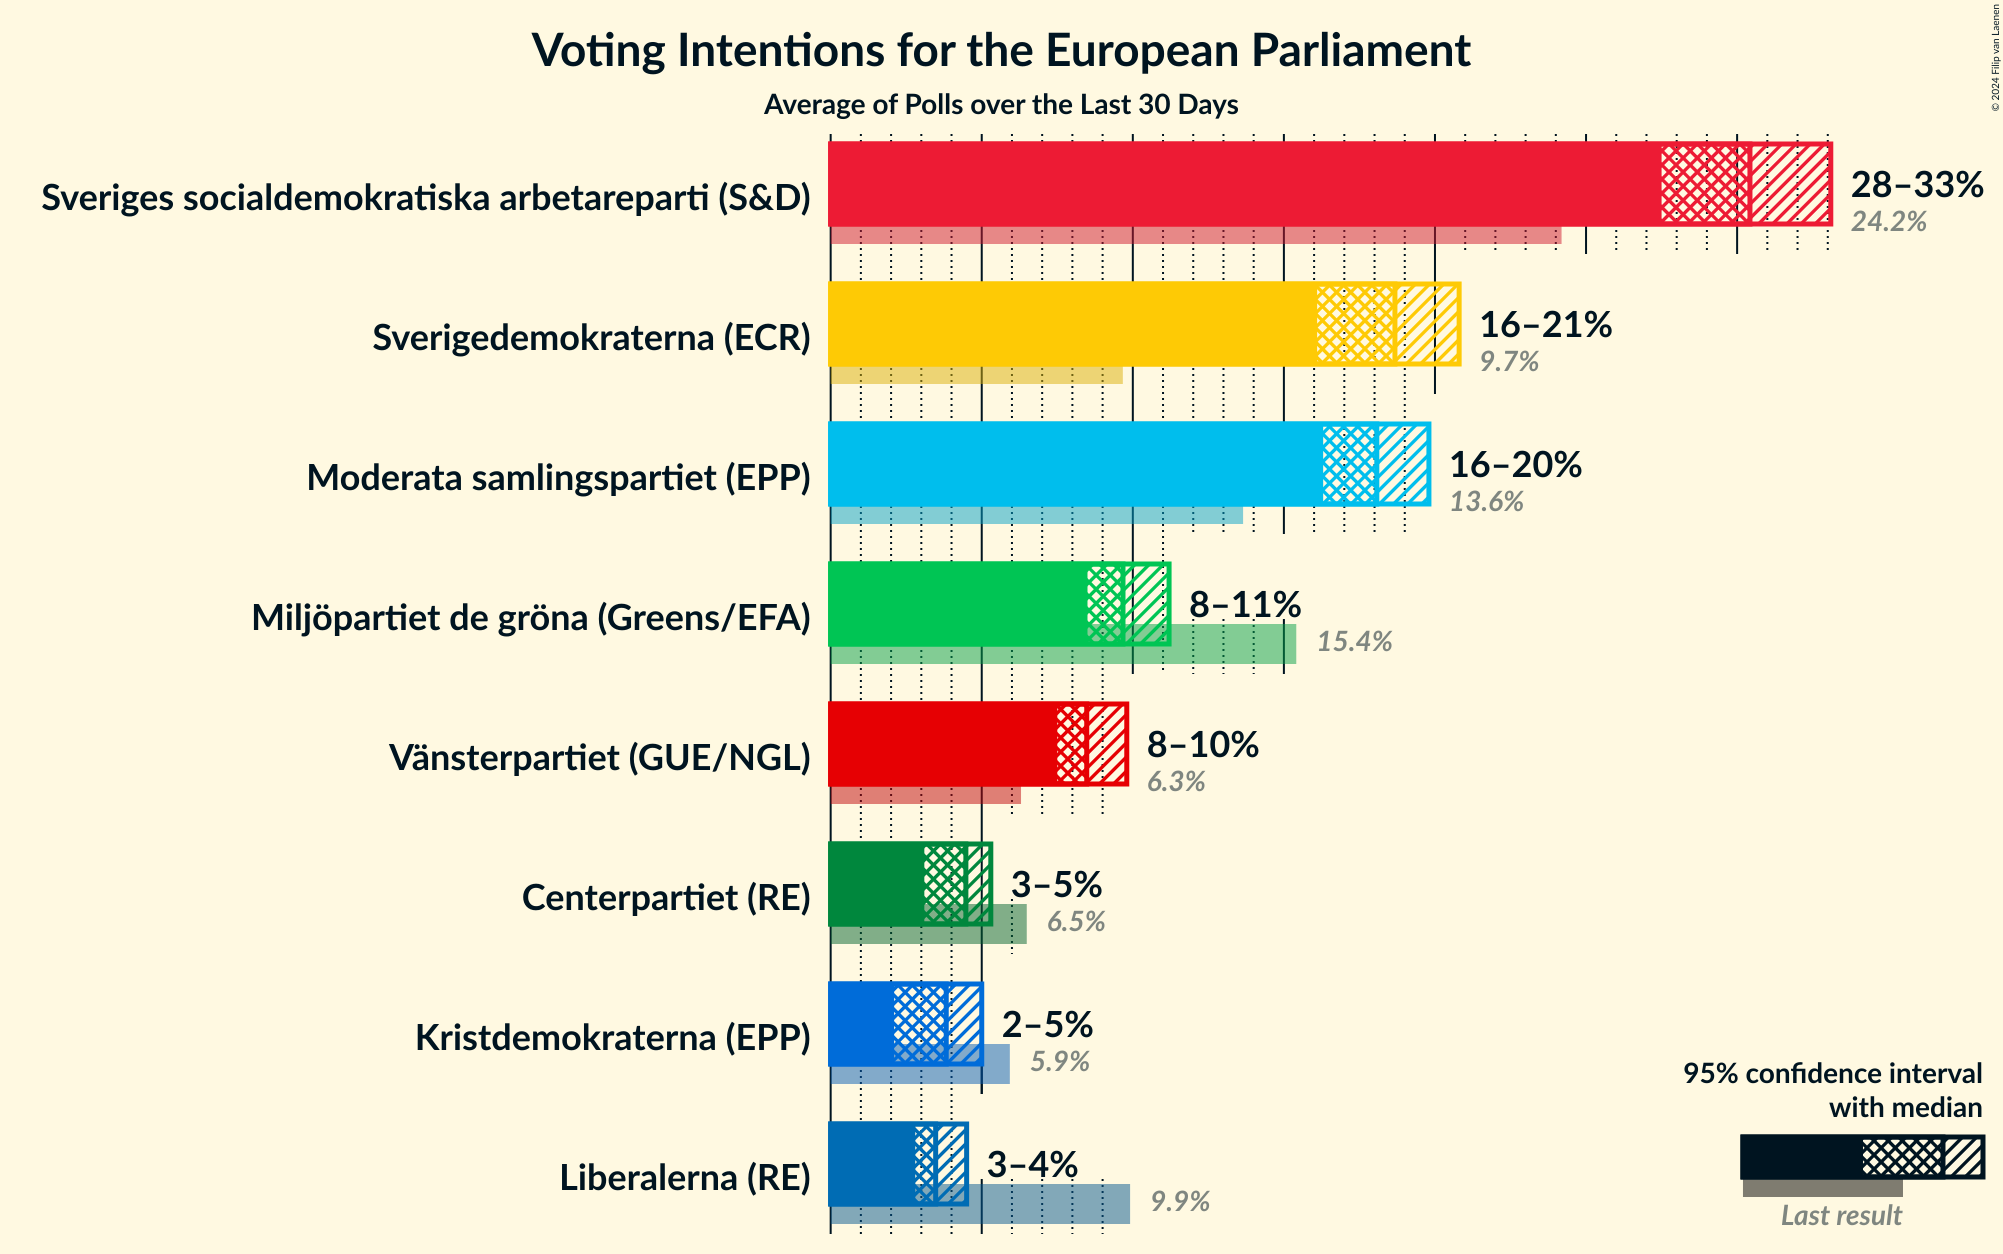 Voting Intentions for the European Parliament
Average of Polls over the Last 30 Days
© 2024 Filip van Laenen
Sveriges socialdemokratiska arbetareparti (S&D)
28–33%
24.2%
Sverigedemokraterna (ECR)
16–21%
9.7%
Moderata samlingspartiet (EPP)
16–20%
13.6%
Miljöpartiet de gröna (Greens/EFA)
8–11%
15.4%
Vänsterpartiet (GUE/NGL)
8–10%
6.3%
Centerpartiet (RE)
3–5%
6.5%
Kristdemokraterna (EPP)
2–5%
5.9%
Liberalerna (RE)
3–4%
9.9%
95% confidence interval
with median
Last result